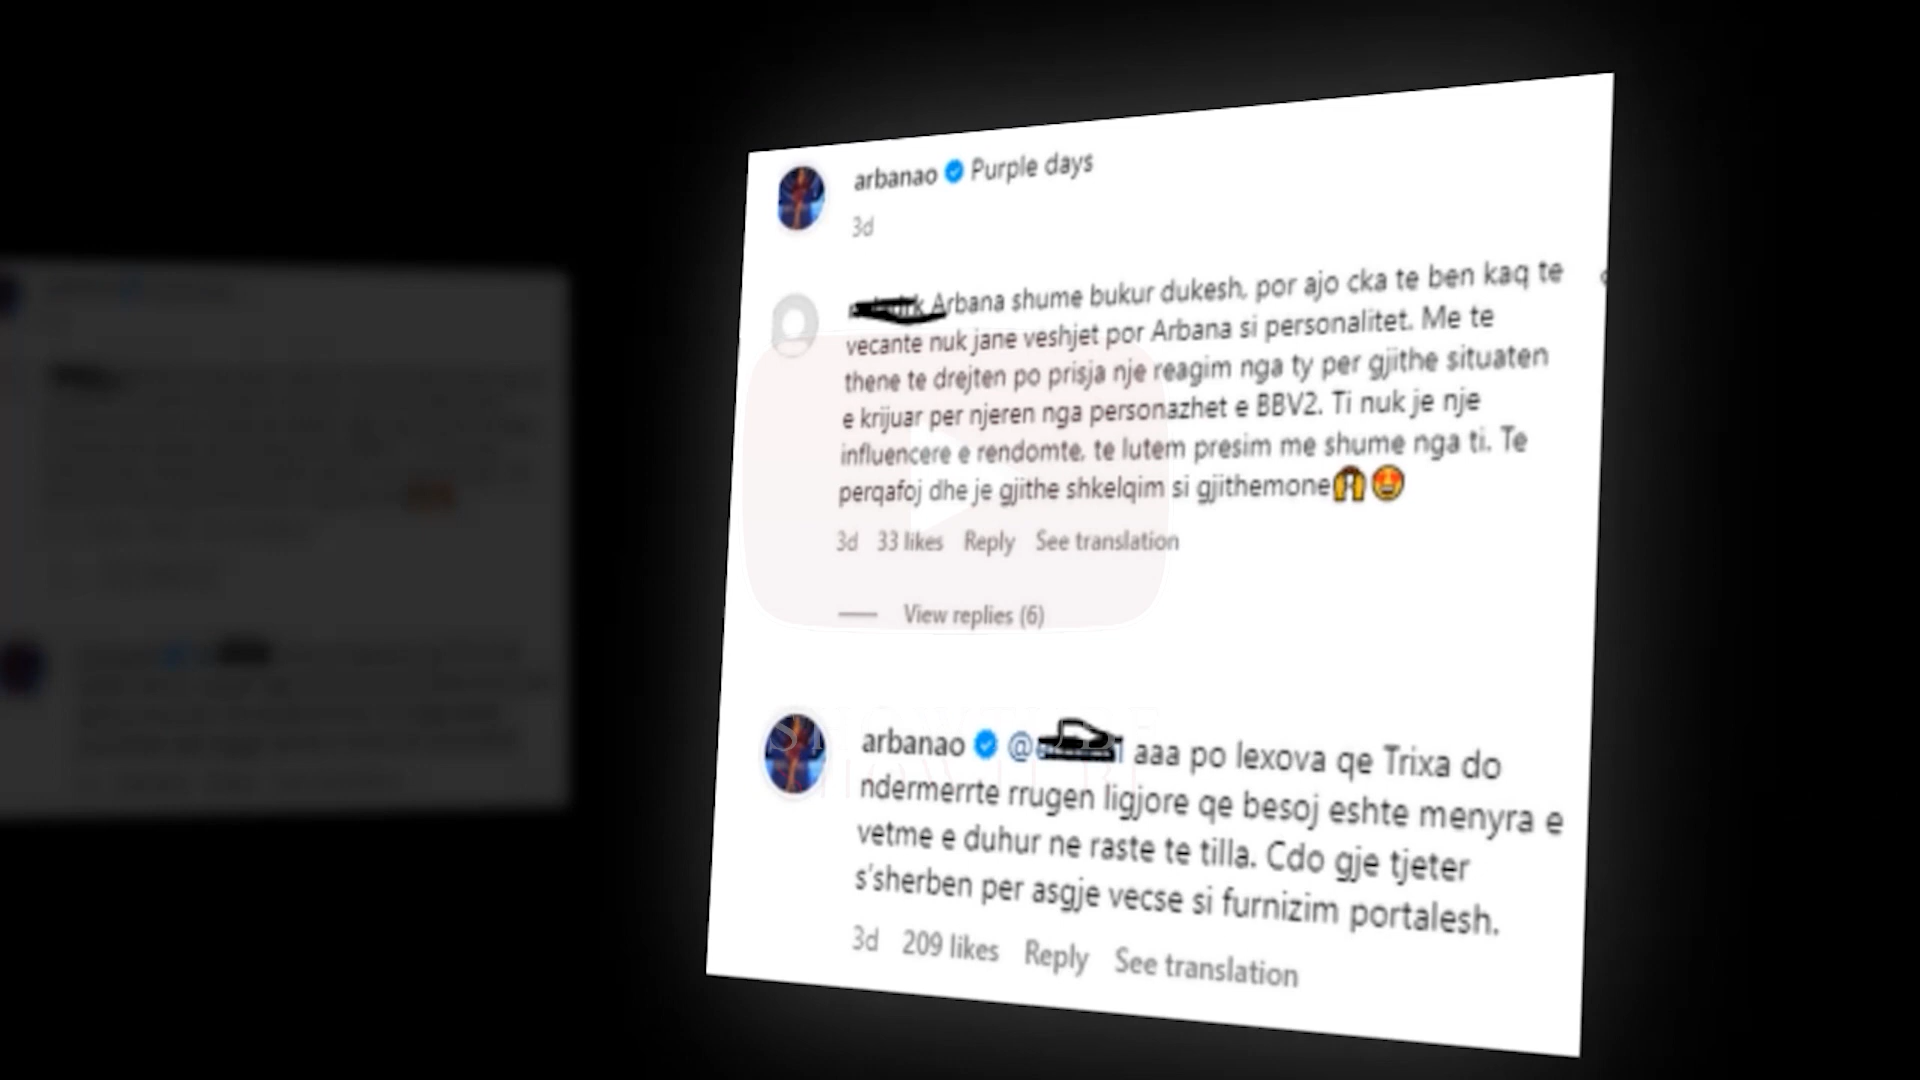 arbanao Purple days
3d
Arbana shume bukur dukesh, por ajo cka te ben kaq te
vecante nuk jane veshjet por Arbana si personalitet. Me te
thene te drejten po prisja nje reagim nga ty per gjithe situaten
e krijuar per njeren nga personazhet e BBV2. Ti nuk je nje
influencere e rendomte, te lutem presim me shume nga ti. Te
perqafoj dhe je gjithe shkelqim si gjithemone
3d 33 likes Reply See translation
View replies (6)
arbanao @ aaa po lexova qe Trixa do
ndermerrte rrugen ligjore qe besoj eshte menyra e
vetme e duhur ne raste te tilla. Cdo gje tjeter
s'sherben per asgje vecse si furnizim portalesh.
3d 209 likes Reply See translation